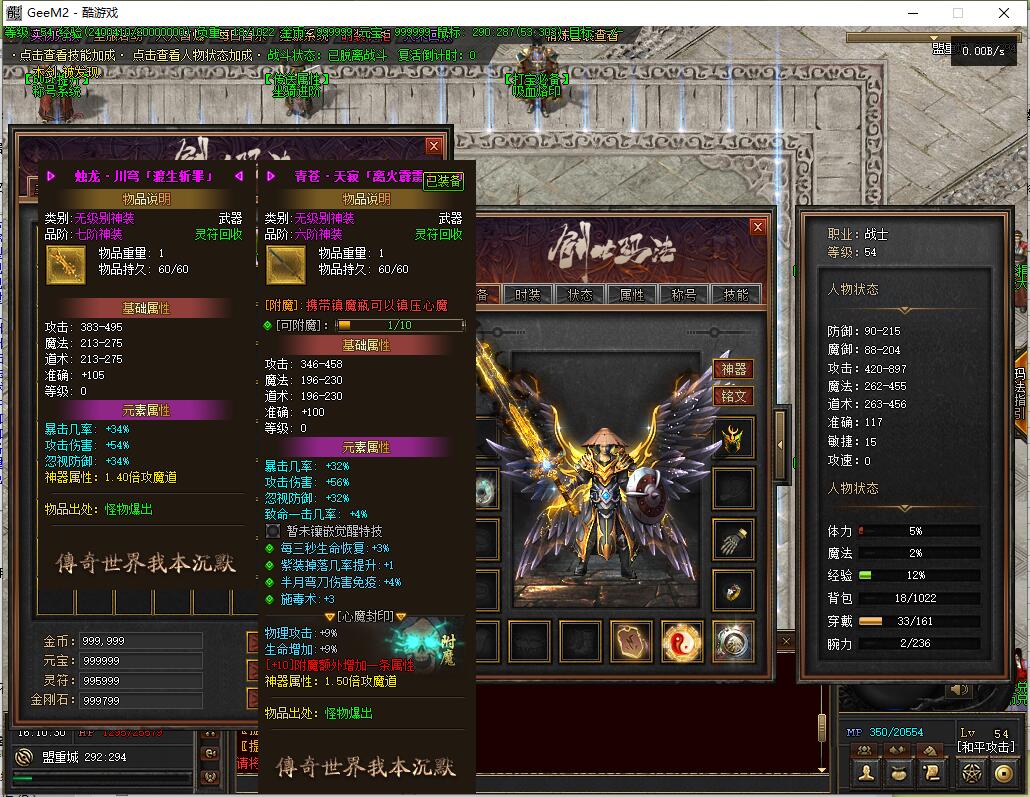 GeeM2 - 酷游戏
0.00B/s
·点击查看技能加成· 点击查看人物状态加成·战斗状态: 已脱离战斗 复活倒计时: 0
称号系统
【传送属性】
坐骑进阶
【打宝必备】
吸血烙印
烛龙·川穹「渡生斩罪」
物品说明
类别:无级别神装 武器
品阶:七阶神装 灵符回收
物品重量: 1
物品持久: 60/60
基础属性
攻击: 383-495
魔法: 213-275
道术: 213-275
准确: +105
等级: 0
元素属性
暴击几率: +34%
攻击伤害: +54%
忽视防御: +34%
神器属性: 1.40倍攻魔道
物品出处: 怪物爆出
傳奇世界我本沉默
青苍·天寂「离火霹雳
已装备
物品说明
类别:无级别神装 武器
品阶:六阶神装 灵符回收
物品重量: 1
物品持久: 60/60
[附魔]:携带镇魔瓶可以镇压心魔
[可附魔]: 1/10
基础属性
攻击: 346-458
魔法: 196-230
道术: 196-230
准确: +100
等级: 0
元素属性
暴击几率: +32%
攻击伤害: +56%
忽视防御: +32%
致命一击几率: +4%
暂未镶嵌觉醒特技
每三秒生命恢复:+3%
紫装掉落几率提升:+1
半月弯刀伤害免疫:+4%
施毒术:+3
[心魔封印]
物理攻击: +9%
生命增加: +9%
附魔
[+10]附魔额外增加一条属性
神器属性: 1.50倍攻魔道
物品出处: 怪物爆出
傳奇世界我本沉默
创世玛法
备
时装
状态
属性
称号
技能
神器
铭文
职业: 战士
等级: 54
人物状态
防御: 90-215
魔御: 88-204
攻击: 420-897
魔法: 262-455
道术: 263-456
准确: 117
敏捷: 15
攻速: 0
人物状态
体力 5%
魔法 2%
经验 12%
背包 18/1022
穿戴 33/161
腕力 2/236
玛法指引
金币: 999,999
元宝: 999999
灵符: 995999
金刚石: 999799
盟重城 292:294
MP 350/20554
Lv 54
[和平攻击]